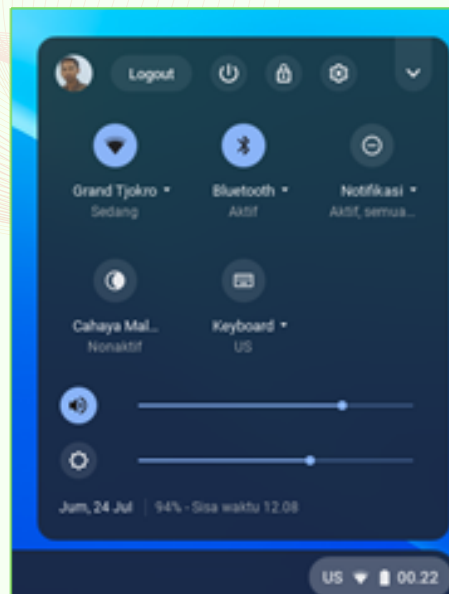 Logout
Grand Tjokro
Sedang
Bluetooth
Aktif
Notifikasi
Aktif, semua...
Cahaya Mal...
Nonaktif
Keyboard
US
Jum, 24 Jul 94% - Sisa waktu 12.08
US 00.22